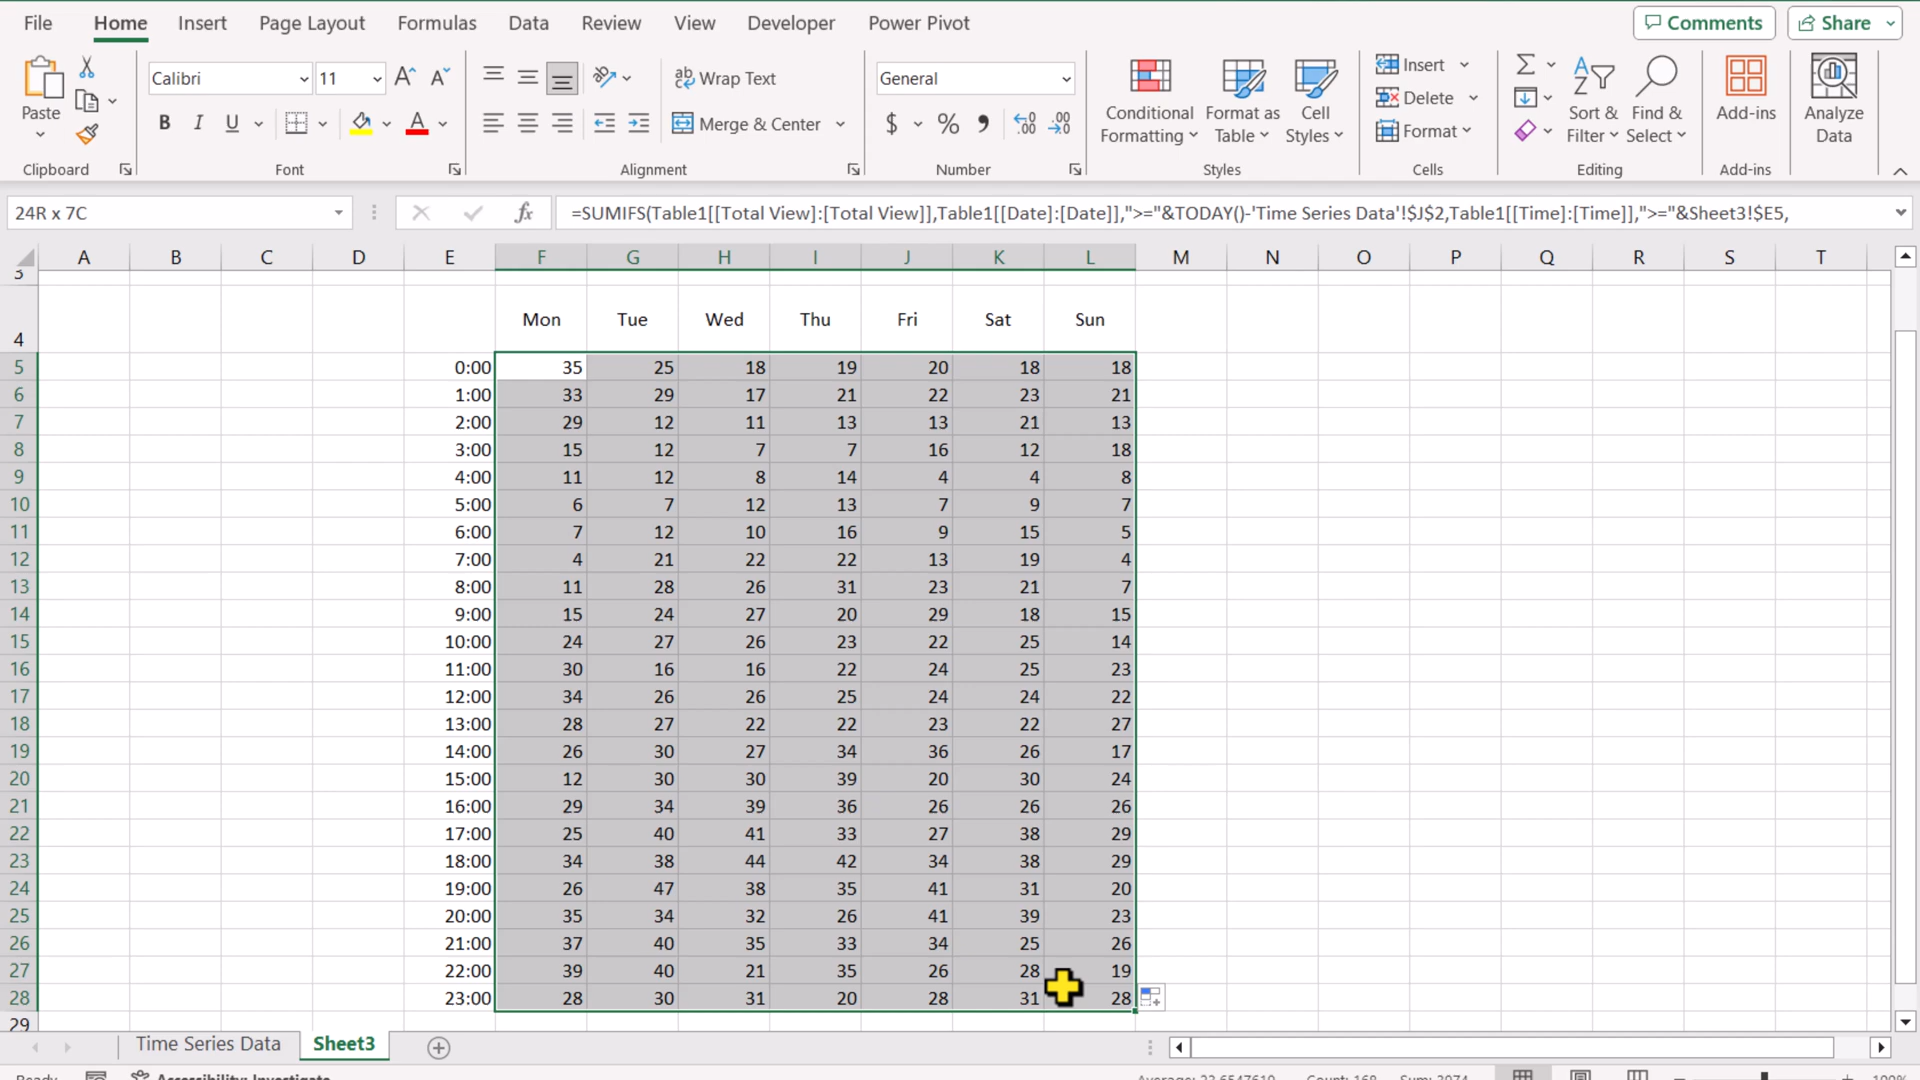 File Home Insert Page Layout Formulas Data Review View Developer Power Pivot Comments Share
Paste
Clipboard
Calibri 11
B I U A
Font
Wrap Text
Merge & Center
Alignment
General
$ % 9
Number
Conditional Formatting
Format as Table
Cell Styles
Styles
Insert
Delete
Format
Cells
Sort & Filter
Find & Select
Editing
Add-ins
Add-ins
Analyze Data
24R x 7C fx =SUMIFS(Table1[[Total View]:[Total View]],Table1[[Date]:[Date]],">="&TODAY()-'Time Series Data'!$J$2,Table1[[Time]:[Time]],">="&Sheet3!$E5,
A B C D E F G H I J K L M N O P Q R S T
3
4 Mon Tue Wed Thu Fri Sat Sun
5 0:00 35 25 18 19 20 18 18
6 1:00 33 29 17 21 22 23 21
7 2:00 29 12 11 13 13 21 13
8 3:00 15 12 7 7 16 12 18
9 4:00 11 12 8 14 4 4 8
10 5:00 6 7 12 13 7 9 7
11 6:00 7 12 10 16 9 15 5
12 7:00 4 21 22 22 13 19 4
13 8:00 11 28 26 31 23 21 7
14 9:00 15 24 27 20 29 18 15
15 10:00 24 27 26 23 22 25 14
16 11:00 30 16 16 22 24 25 23
17 12:00 34 26 26 25 24 24 22
18 13:00 28 27 22 22 23 22 27
19 14:00 26 30 27 34 36 26 17
20 15:00 12 30 30 39 20 30 24
21 16:00 29 34 39 36 26 26 26
22 17:00 25 40 41 33 27 38 29
23 18:00 34 38 44 42 34 38 29
24 19:00 26 47 38 35 41 31 20
25 20:00 35 34 32 26 41 39 23
26 21:00 37 40 35 33 34 25 26
27 22:00 39 40 21 35 26 28 19
28 23:00 28 30 31 20 28 31 28
29
Time Series Data Sheet3
Ready Accessibility: Investigate Average: 23.6547619 Count: 168 Sum: 3974 100%